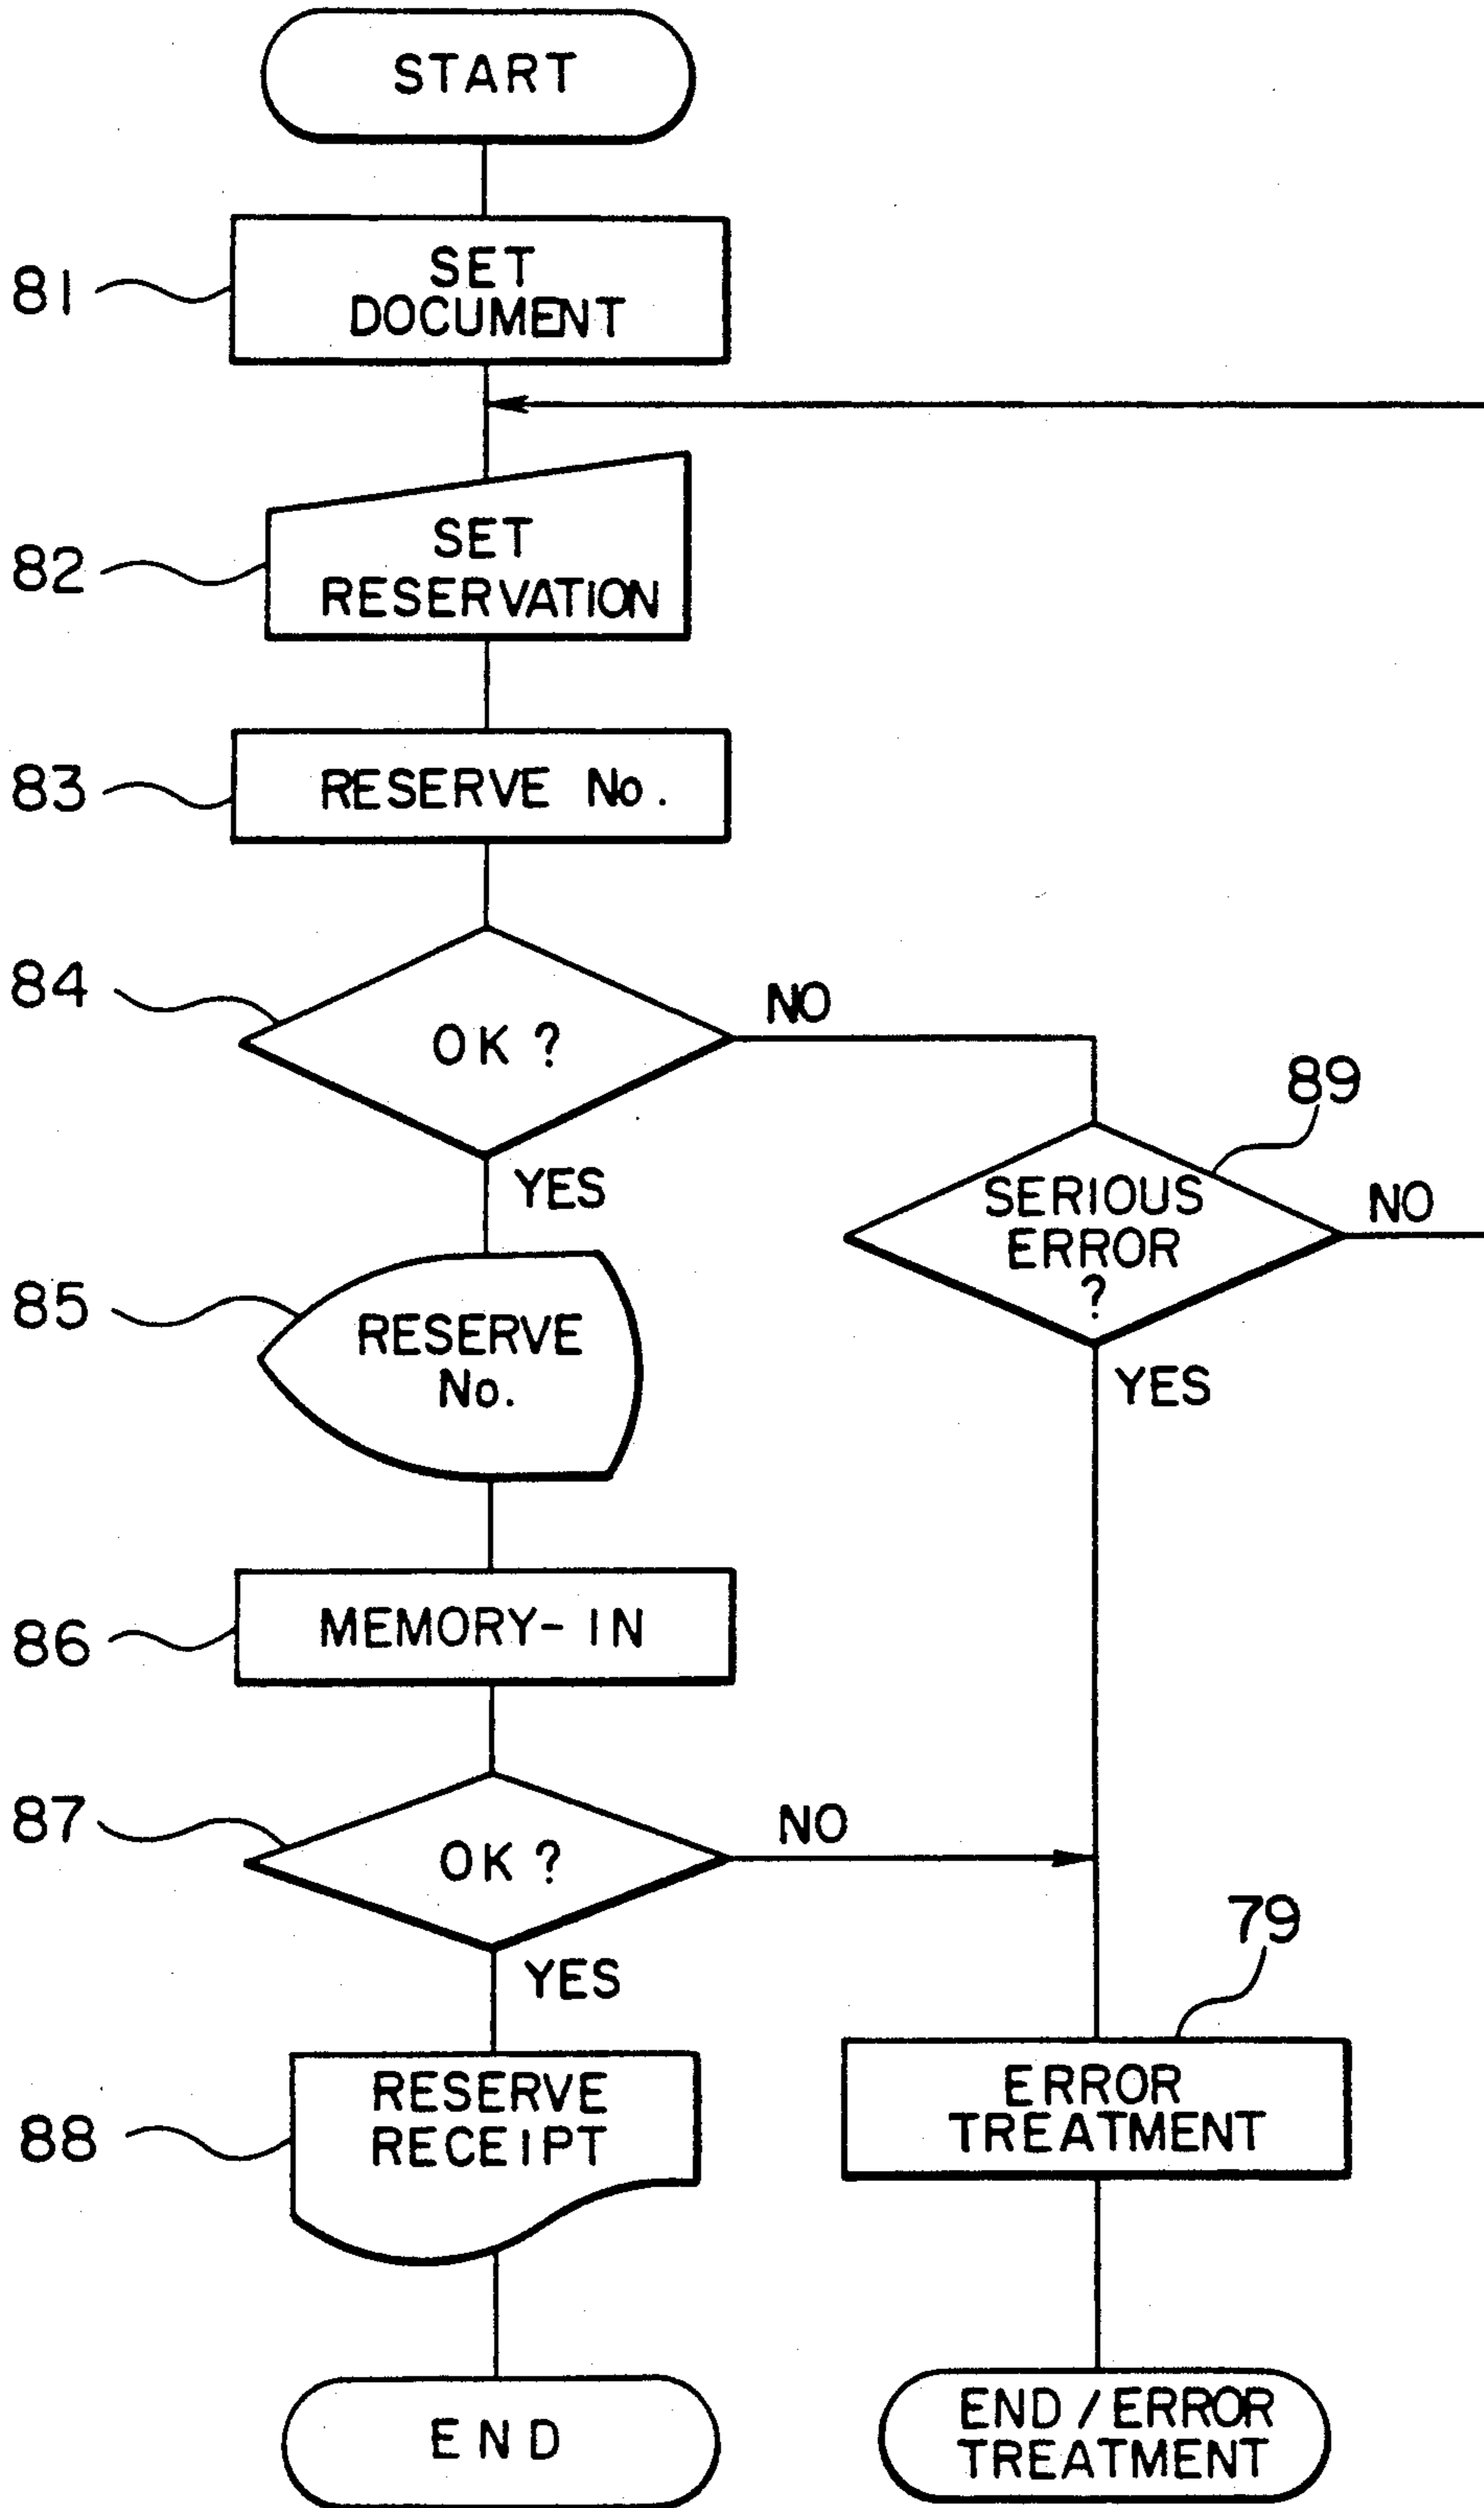 START
81
SET
DOCUMENT
82
SET
RESERVATION
83
RESERVE No.
84
OK ?
NO
89
SERIOUS
ERROR
?
NO
YES
YES
85
RESERVE
No.
86
MEMORY- IN
87
OK ?
NO
79
YES
88
RESERVE
RECEIPT
ERROR
TREATMENT
END
END / ERROR
TREATMENT